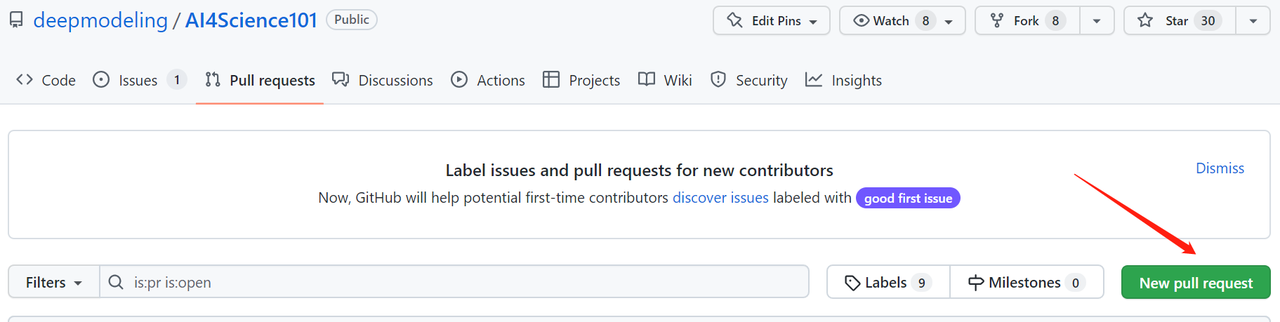 deepmodeling / AI4Science101 Public Edit Pins Watch 8 Fork 8 Star 30
Code Issues 1 Pull requests Discussions Actions Projects Wiki Security Insights
Label issues and pull requests for new contributors
Dismiss
Now, GitHub will help potential first-time contributors discover issues labeled with good first issue
Filters is:pr is:open Labels 9 Milestones 0 New pull request